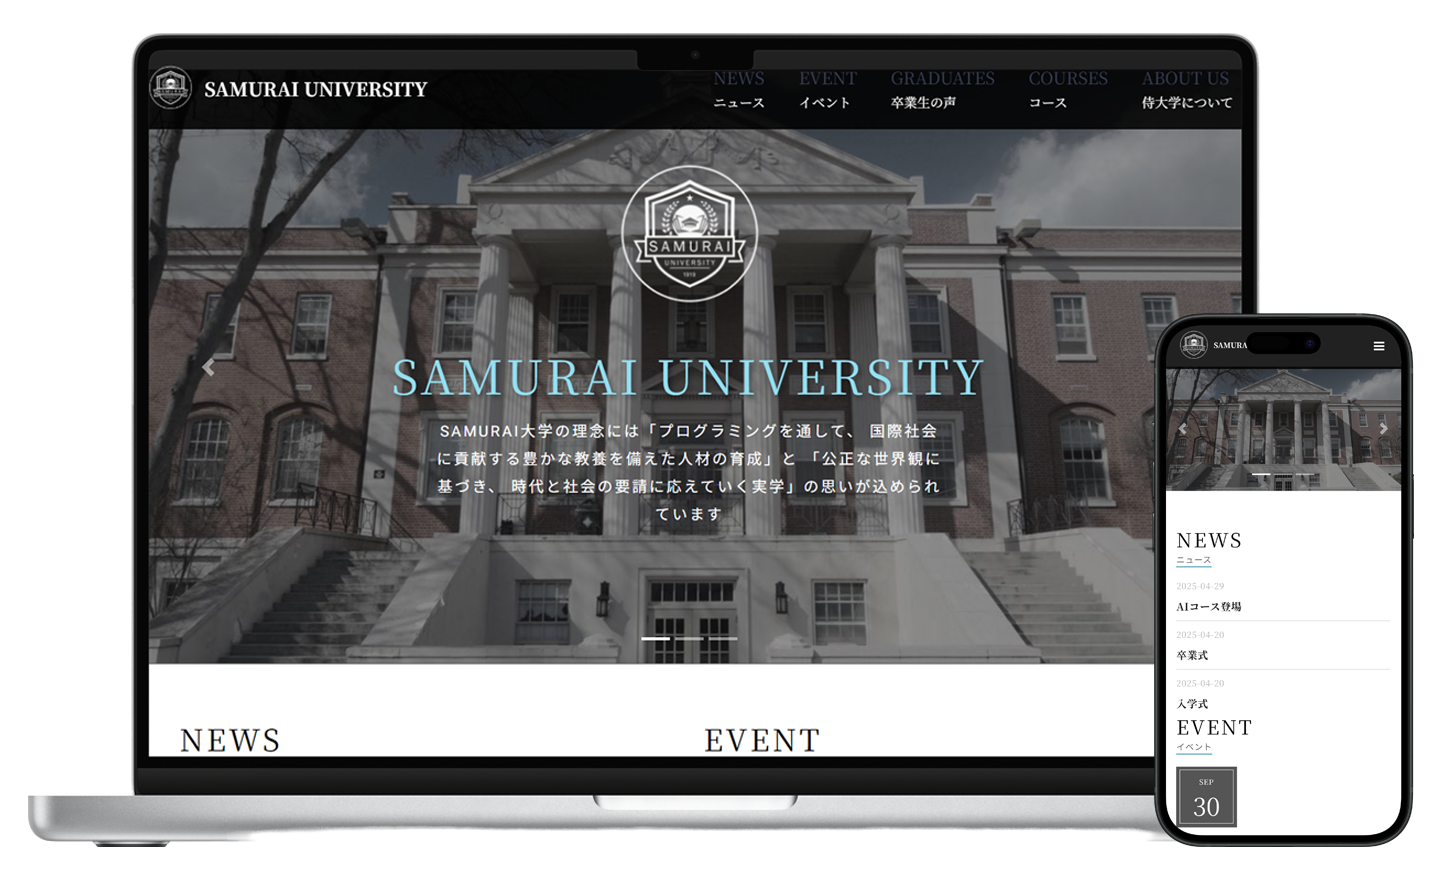 SAMURAI UNIVERSITY
NEWS
ニュース
EVENT
イベント
GRADUATES
卒業生の声
COURSES
コース
ABOUT US
侍大学について
SAMURAI
UNIVERSITY
1919
SAMURAI UNIVERSITY
SAMURAI大学の理念には「プログラミングを通して、 国際社会
に貢献する豊かな教養を備えた人材の育成」と 「公正な世界観に
基づき、 時代と社会の要請に応えていく実学」の思いが込められ
ています
NEWS
EVENT
SAMURA
NEWS
ニュース
2025-04-29
AIコース登場
2025-04-20
卒業式
2025-04-20
入学式
EVENT
イベント
SEP
30